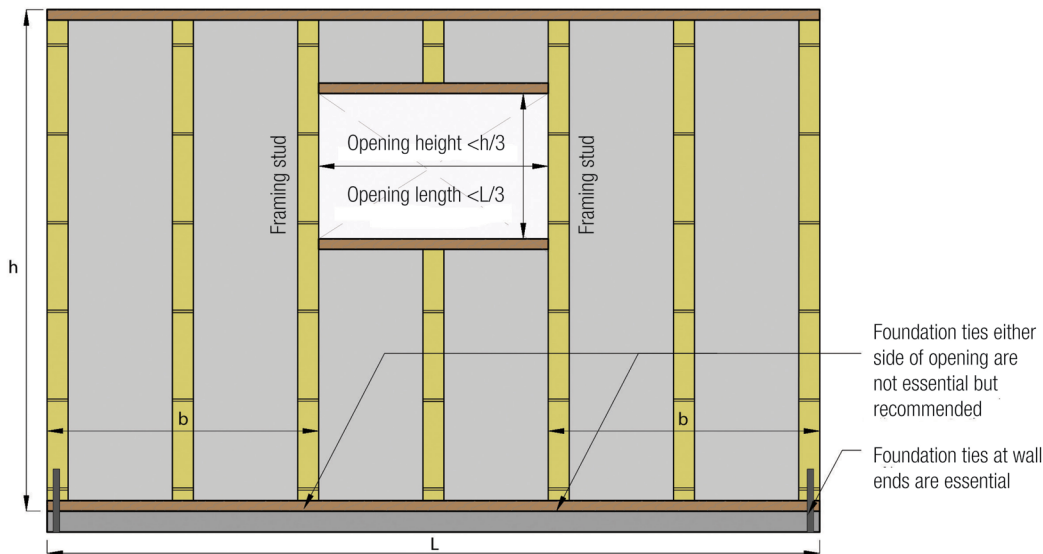 Framing stud
Opening height <h/3
Opening length <L/3
Framing stud
h
b
b
Foundation ties either
side of opening are
not essential but
recommended
Foundation ties at wall
ends are essential
L